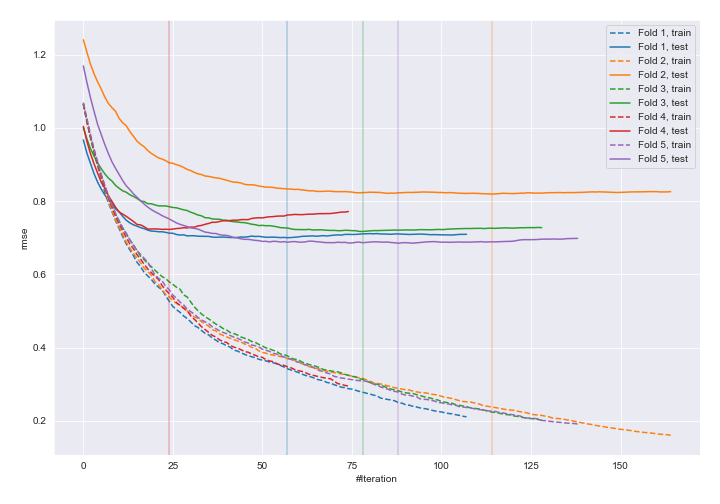 1.2
1.0
0.8
0.6
0.4
0.2
rmse
0 25 50 75 100 125 150
#Iteration
Fold 1, train
Fold 1, test
Fold 2, train
Fold 2, test
Fold 3, train
Fold 3, test
Fold 4, train
Fold 4, test
Fold 5, train
Fold 5, test